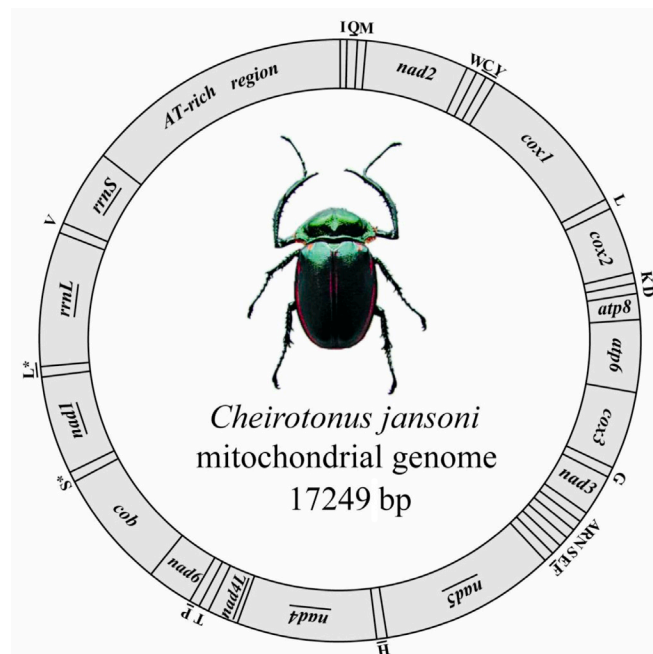 IQM
nad2
WCY
cox1
L
cox2
K D
atp8
atp6
cox3
G
nad3
ARNSEF
nad5
H
nad4
nad4L
T P
nad6
cob
S*
nad1
L*
rrnL
V
rrnS
AT-rich region
Cheirotonus jansoni
mitochondrial genome
17249 bp